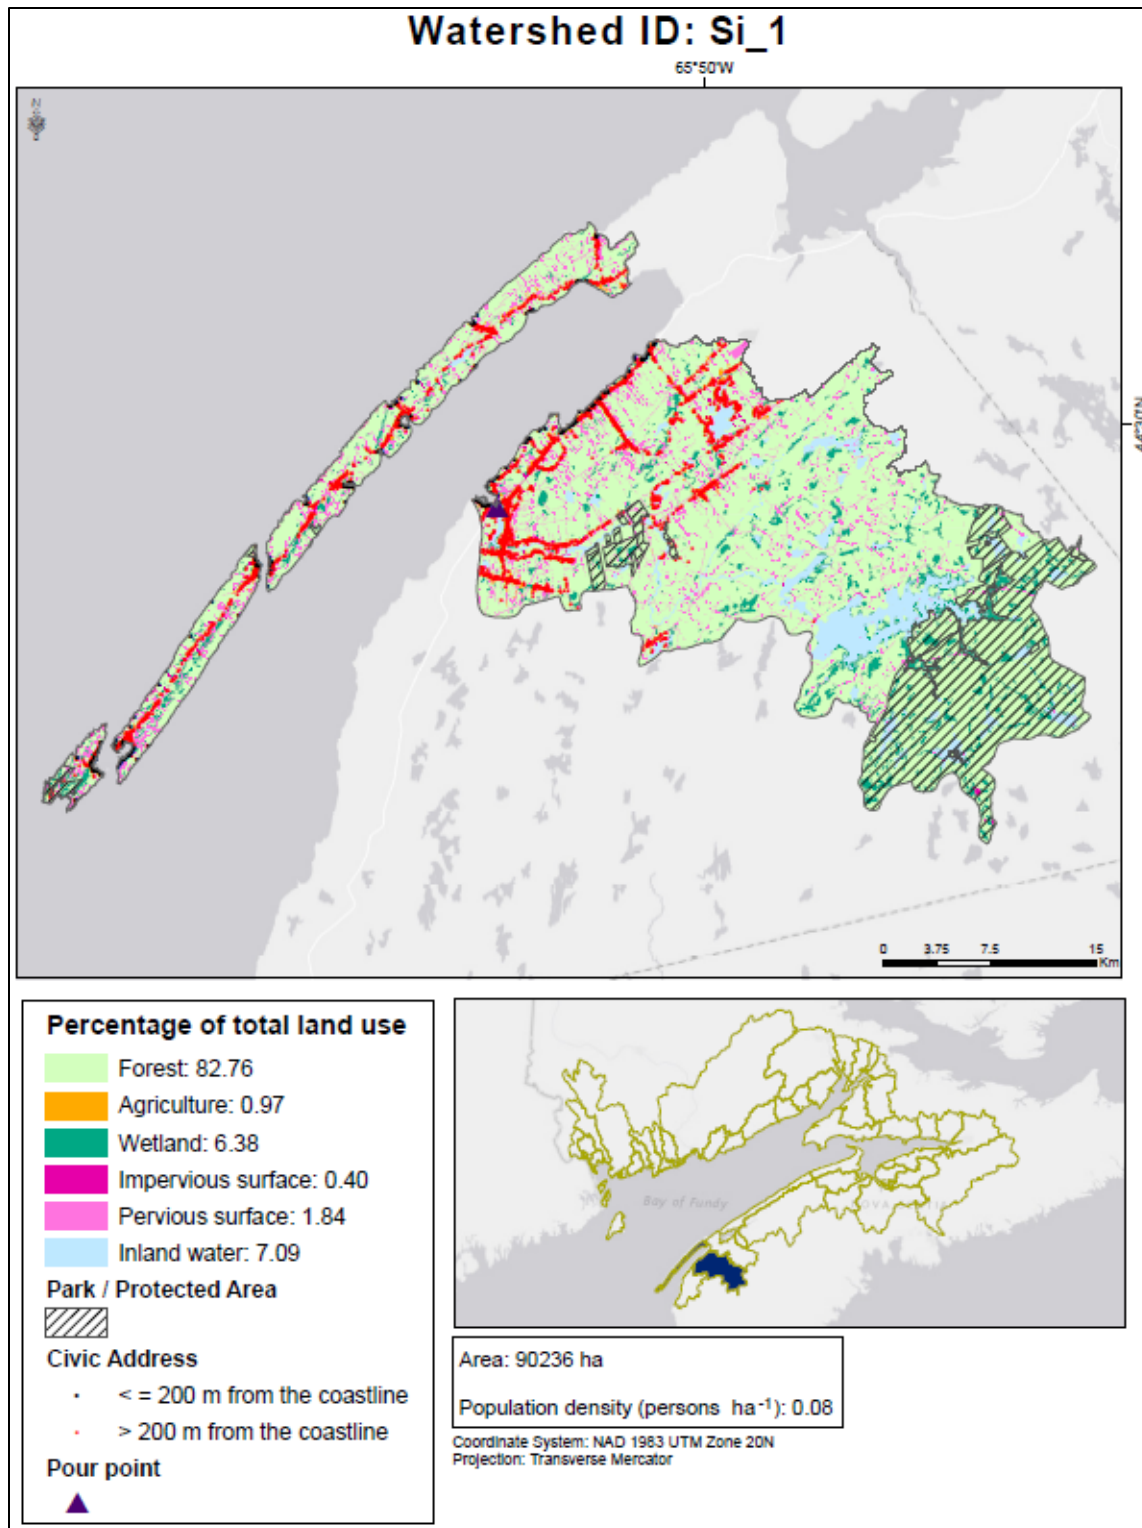 Watershed ID: Si_1
65°50'W
N
44°30'N
0 3.75 7.5 15
Km
Percentage of total land use
Forest: 82.76
Agriculture: 0.97
Wetland: 6.38
Impervious surface: 0.40
Pervious surface: 1.84
Inland water: 7.09
Park / Protected Area
Civic Address
< = 200 m from the coastline
> 200 m from the coastline
Pour point
Bay of Fundy
Area: 90236 ha
Population density (persons ha⁻¹): 0.08
Coordinate System: NAD 1983 UTM Zone 20N
Projection: Transverse Mercator